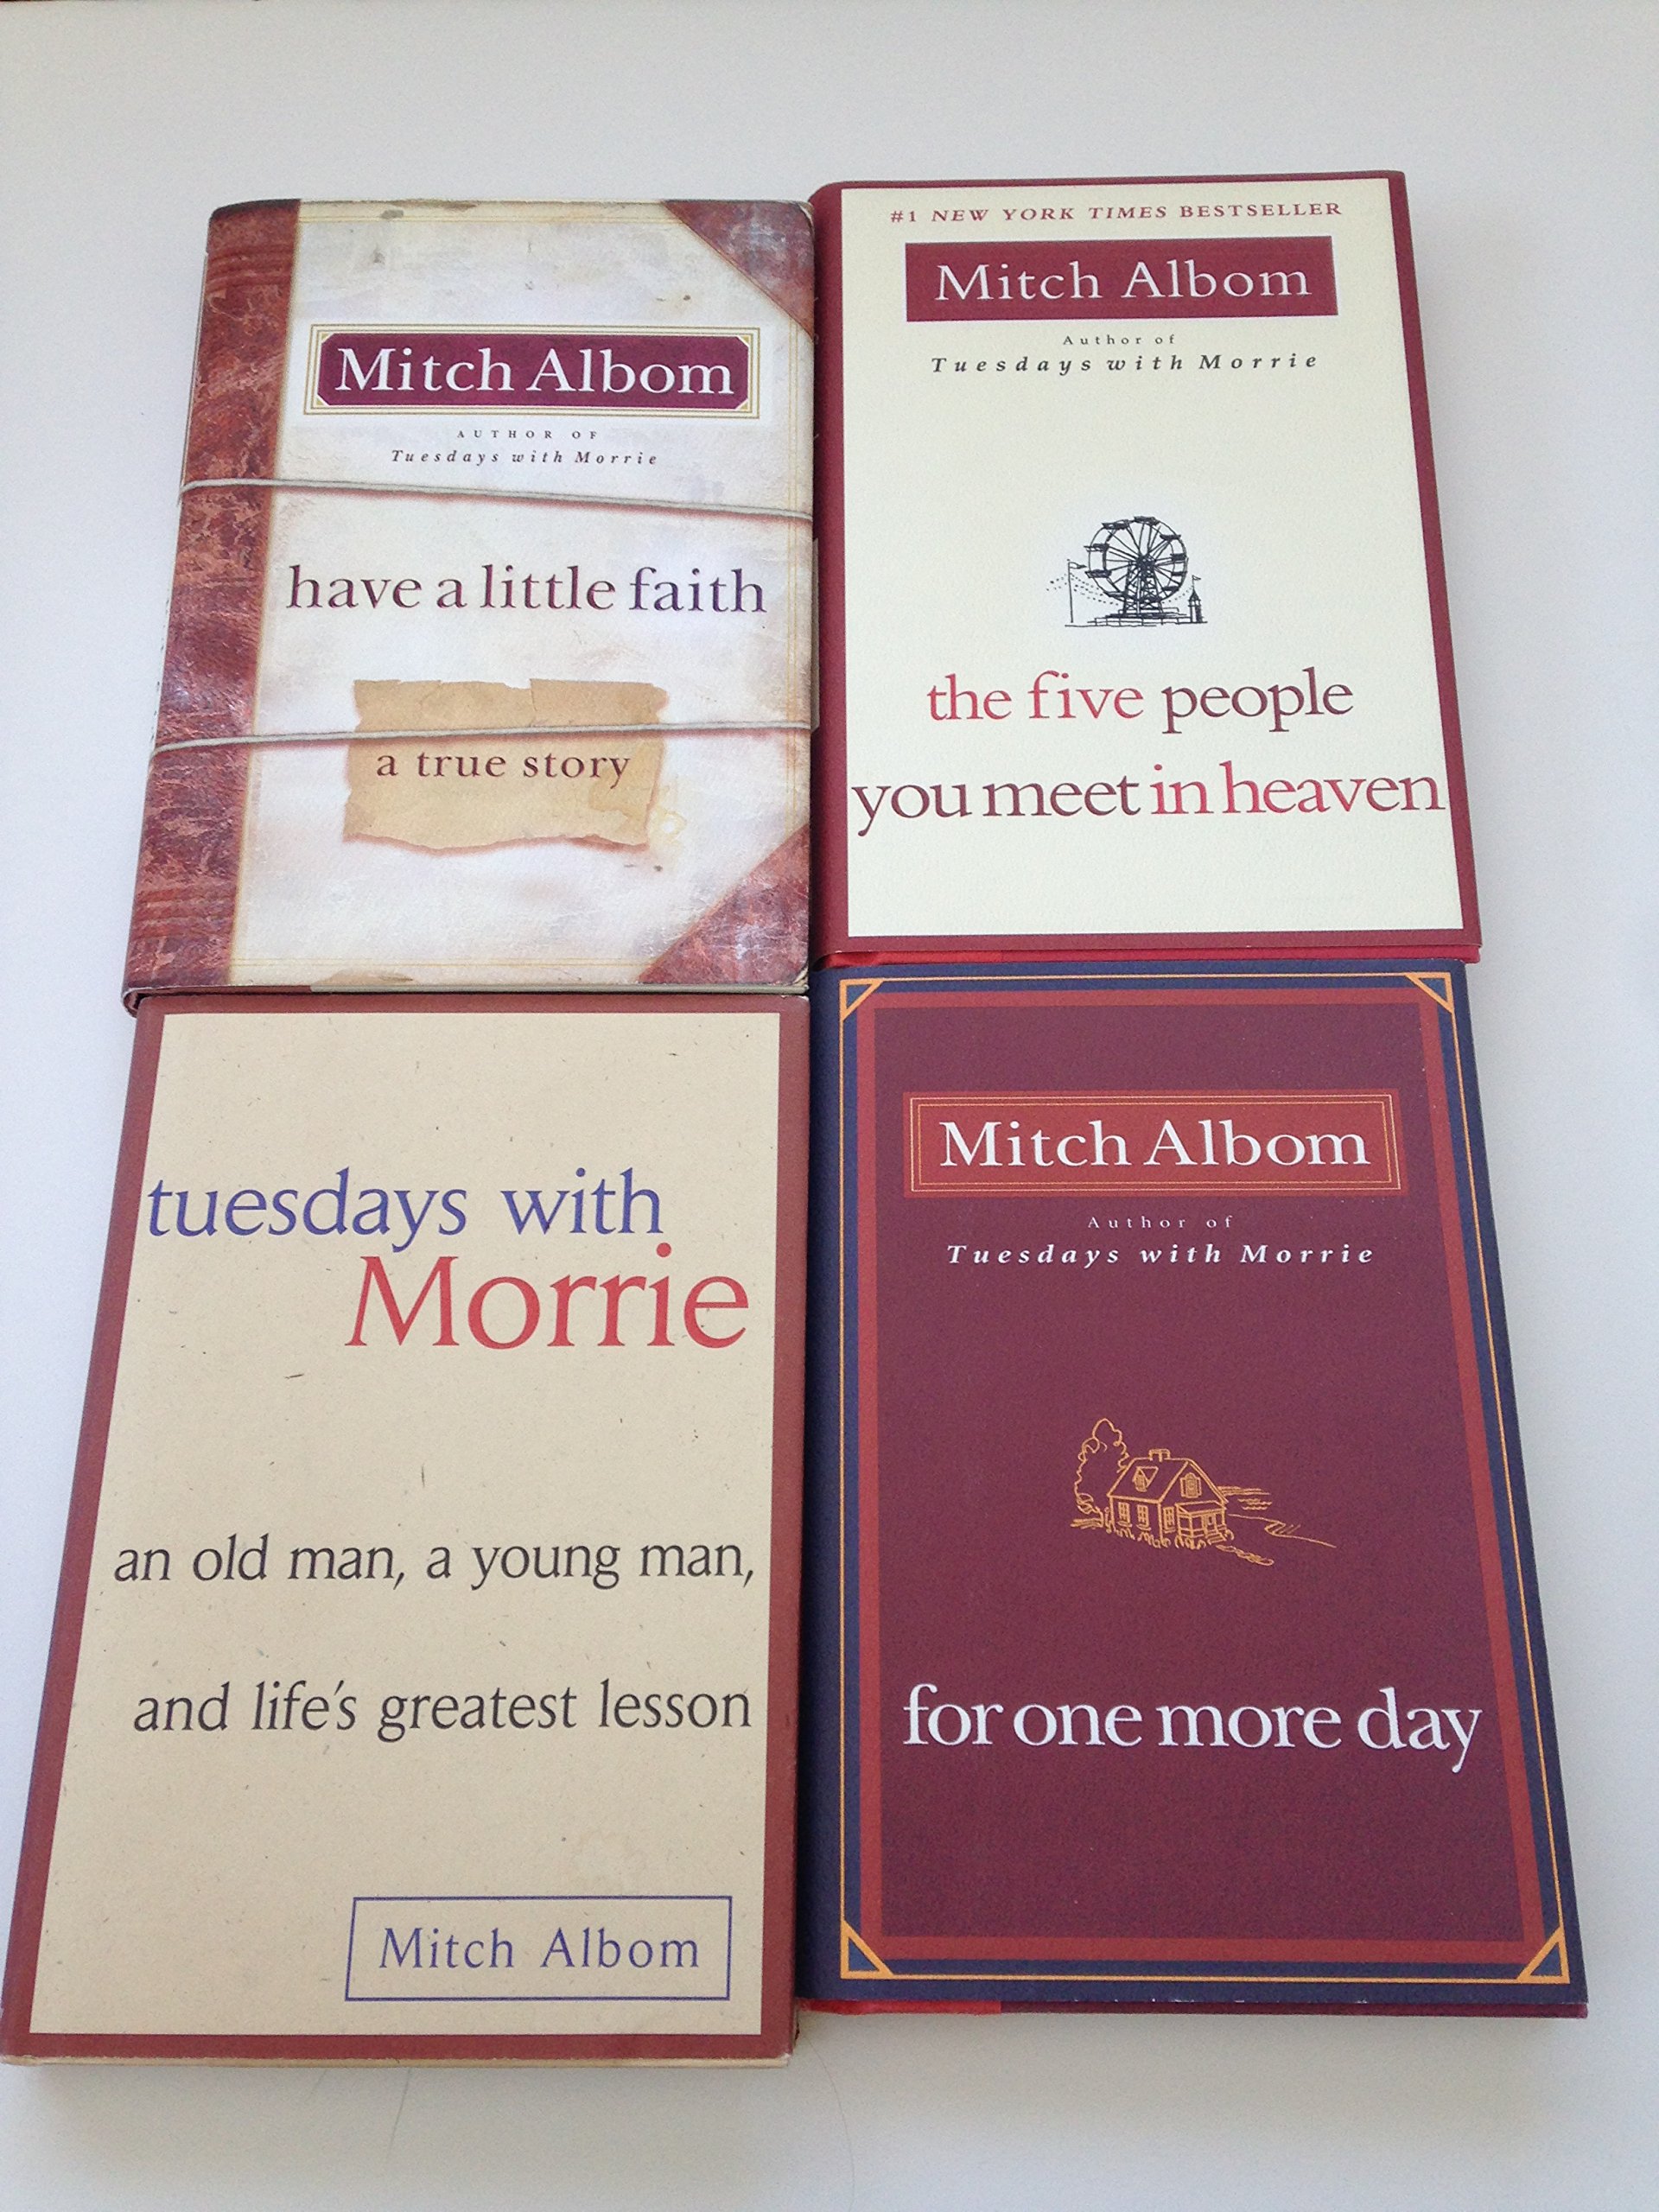 Mitch Albom
AUTHOR OF
Tuesdays with Morrie
have a little faith
a true story
#1 NEW YORK TIMES BESTSELLER
Mitch Albom
Author of
Tuesdays with Morrie
the five people
you meet in heaven
tuesdays with
Morrie
an old man, a young man,
and life's greatest lesson
Mitch Albom
Mitch Albom
Author of
Tuesdays with Morrie
for one more day